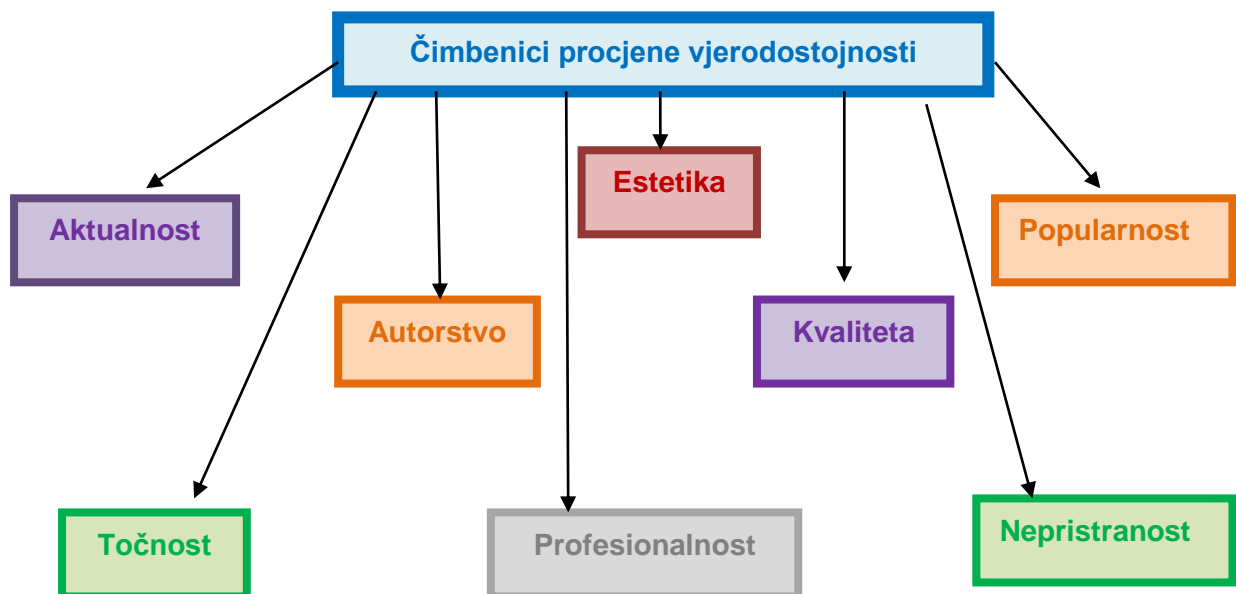 Čimbenici procjene vjerodostojnosti
Estetika
Aktualnost
Popularnost
Autorstvo
Kvaliteta
Točnost
Profesionalnost
Nepristranost